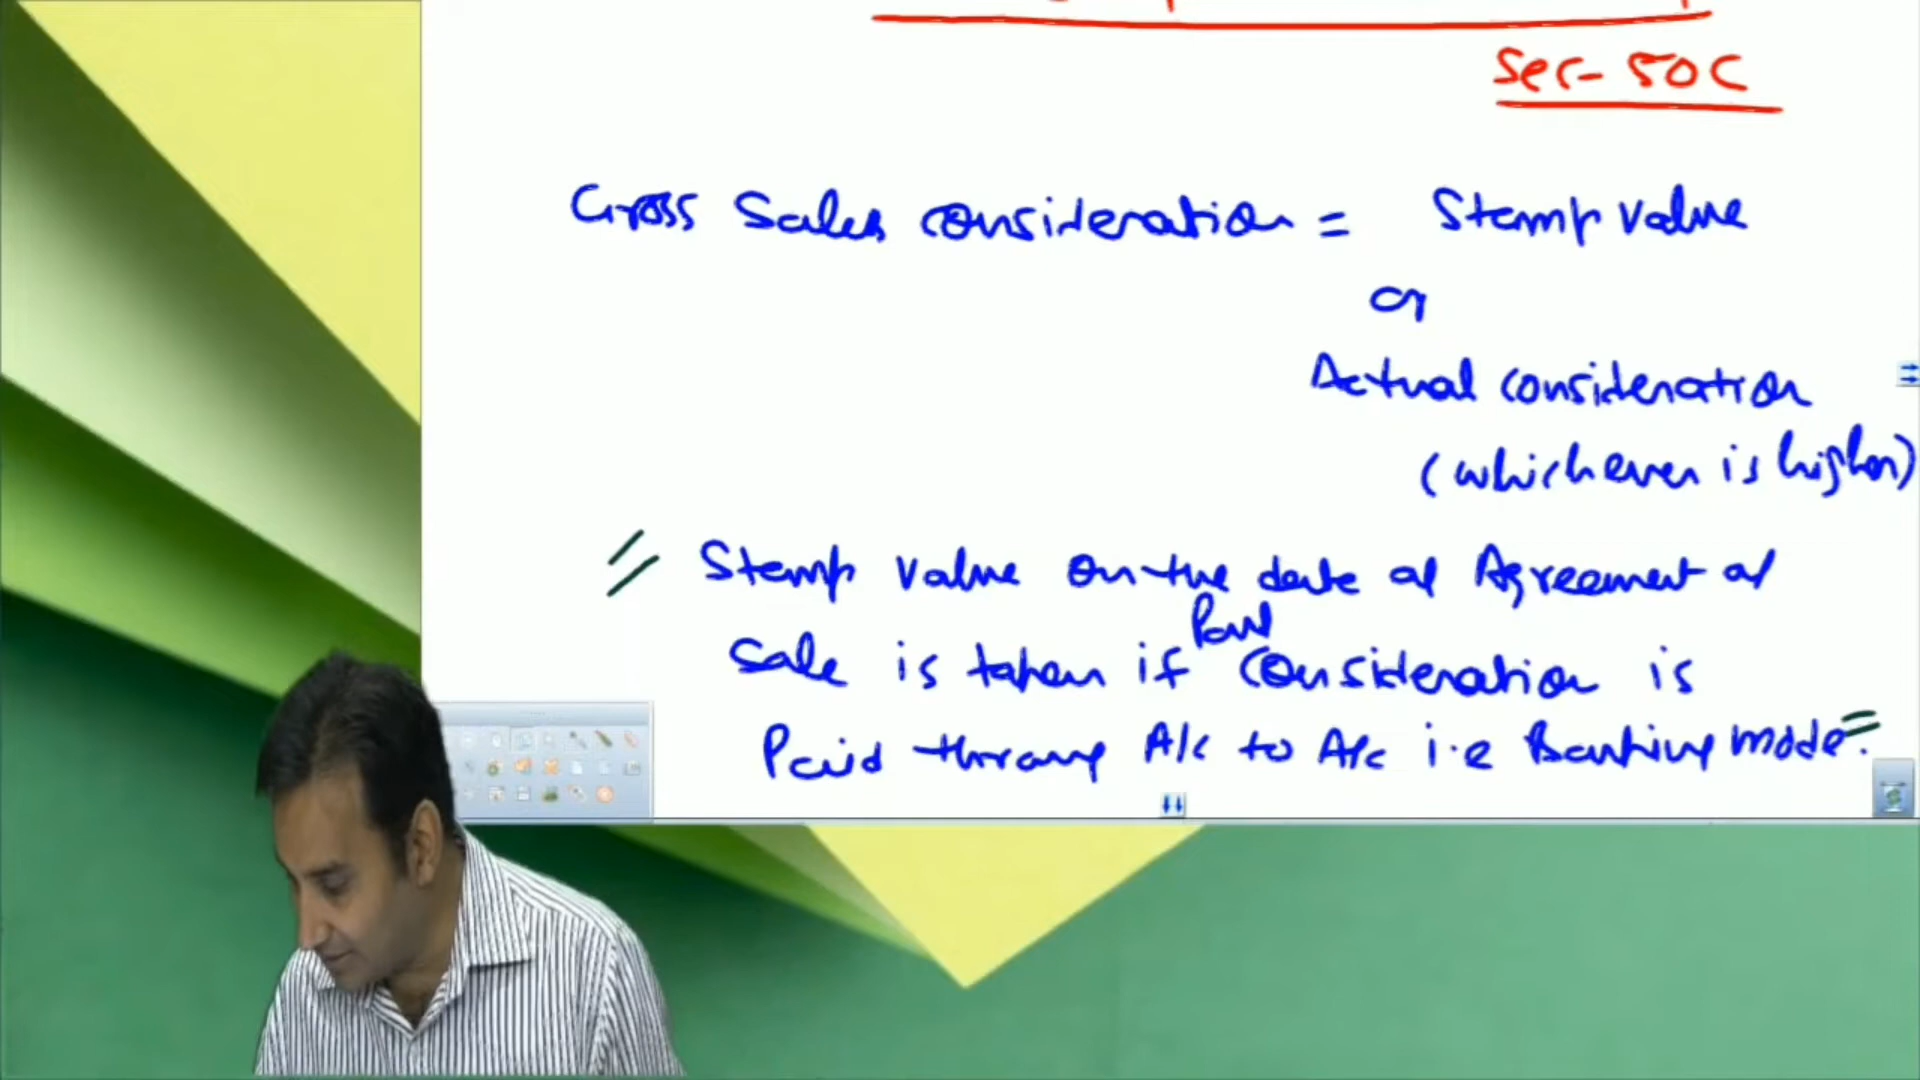 Sec-50C
Gross Sales consideration = Stamp value
or
Actual consideration
(whichever is higher)
Stamp value on the date of Agreement of
Part
Sale is taken if consideration is
Paid through A/c to A/c i.e Banking mode.